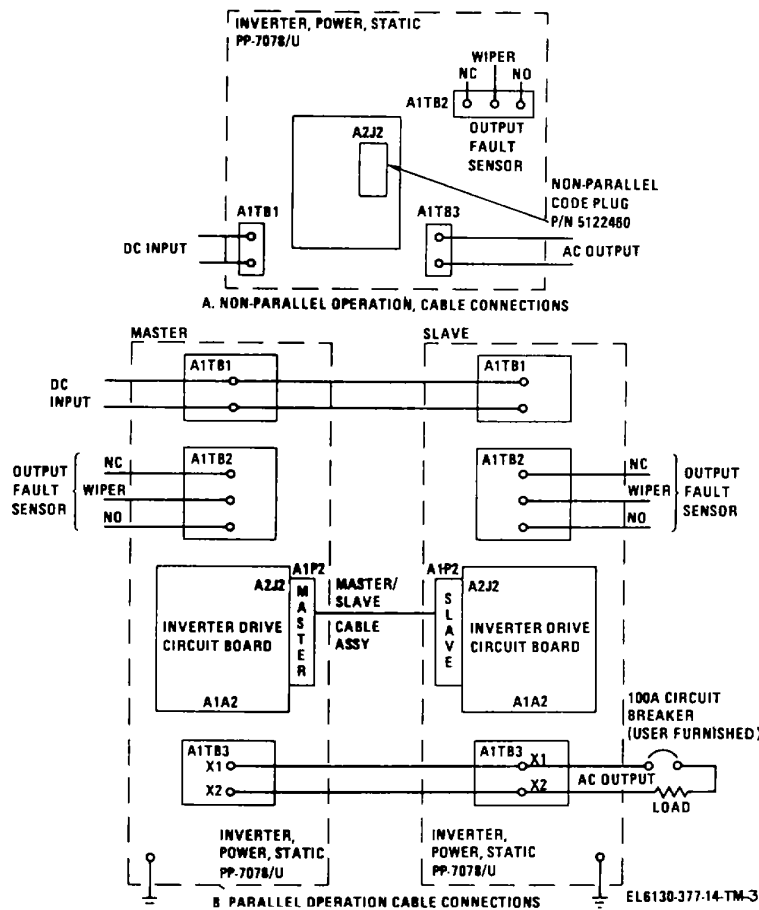 INVERTER, POWER, STATIC
PP-7078/U
WIPER
NC NO
A1TB2
OUTPUT
FAULT
SENSOR
A2J2
NON-PARALLEL
CODE PLUG
P/N 5122460
A1TB1
A1TB3
DC INPUT
AC OUTPUT
A. NON-PARALLEL OPERATION, CABLE CONNECTIONS
MASTER
SLAVE
A1TB1
A1TB1
DC
INPUT
A1TB2
A1TB2
OUTPUT
FAULT
SENSOR
NC
WIPER
NO
NC
WIPER
NO
OUTPUT
FAULT
SENSOR
A1P2
A2J2
MASTER
INVERTER DRIVE
CIRCUIT BOARD
A1A2
MASTER/
SLAVE
CABLE
ASSY
A1P2
A2J2
SLAVE
INVERTER DRIVE
CIRCUIT BOARD
A1A2
100A CIRCUIT
BREAKER
(USER FURNISHED)
A1TB3
X1
X2
A1TB3
X1
X2
AC OUTPUT
LOAD
INVERTER,
POWER, STATIC
PP-7078/U
INVERTER,
POWER, STATIC
PP-7078/U
B PARALLEL OPERATION CABLE CONNECTIONS
EL6130-377-14-TM-3